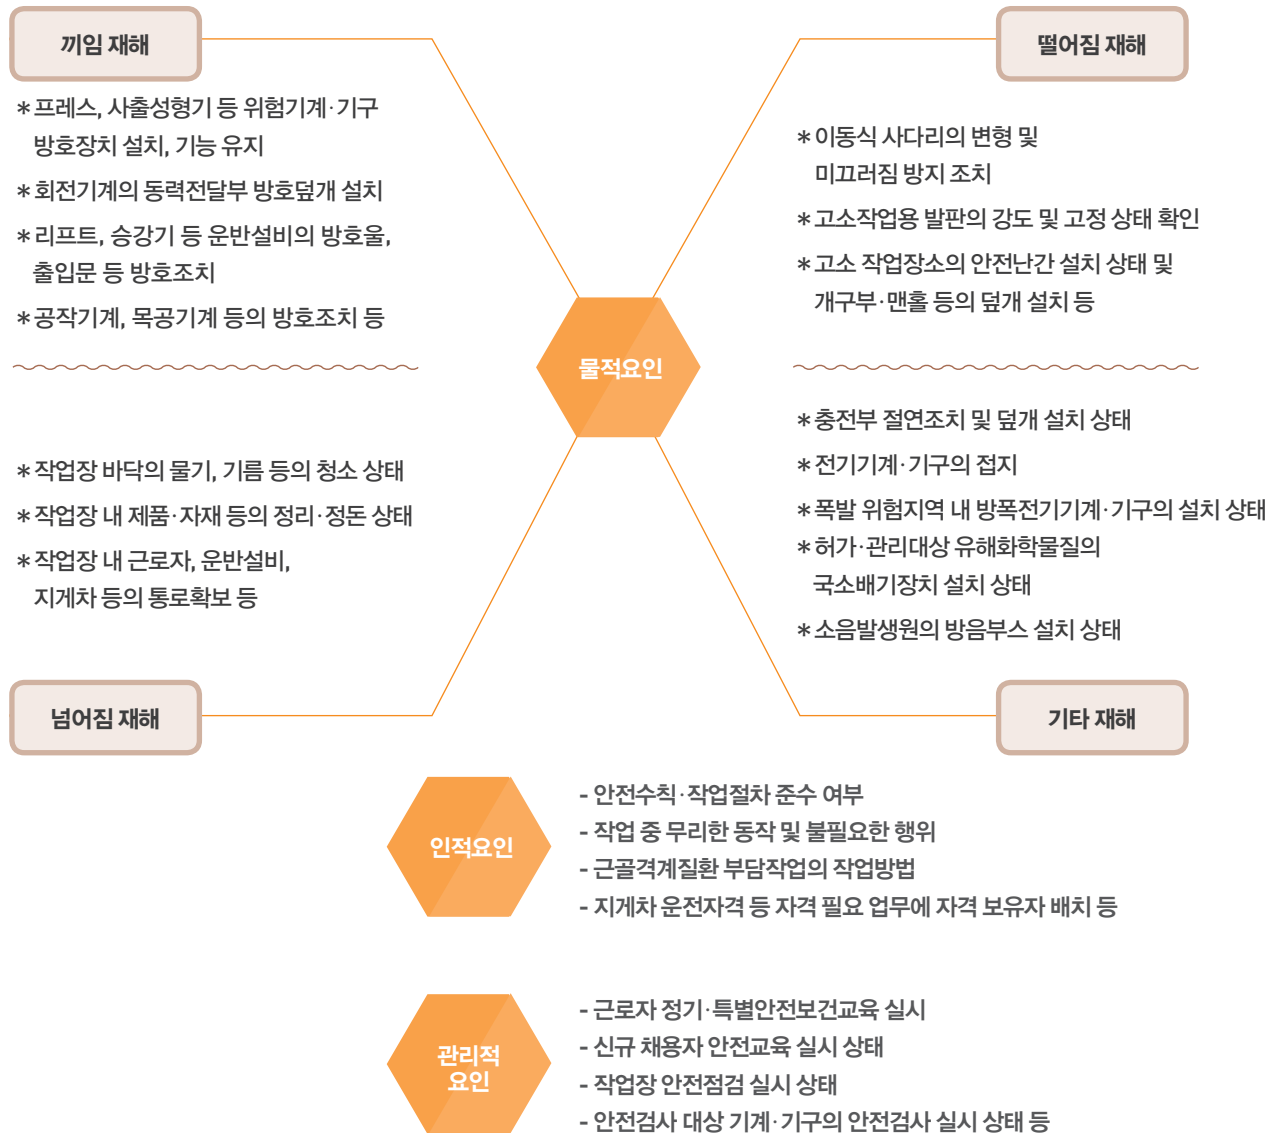 끼임 재해
* 프레스, 사출성형기 등 위험기계·기구
방호장치 설치, 기능 유지
* 회전기계의 동력전달부 방호덮개 설치
* 리프트, 승강기 등 운반설비의 방호울,
출입문 등 방호조치
* 공작기계, 목공기계 등의 방호조치 등
떨어짐 재해
* 이동식 사다리의 변형 및
미끄러짐 방지 조치
* 고소작업용 발판의 강도 및 고정 상태 확인
* 고소 작업장소의 안전난간 설치 상태 및
개구부·맨홀 등의 덮개 설치 등
물적요인
* 작업장 바닥의 물기, 기름 등의 청소 상태
* 작업장 내 제품·자재 등의 정리·정돈 상태
* 작업장 내 근로자, 운반설비,
지게차 등의 통로확보 등
넘어짐 재해
* 충전부 절연조치 및 덮개 설치 상태
* 전기기계·기구의 접지
* 폭발 위험지역 내 방폭전기기계·기구의 설치 상태
* 허가·관리대상 유해화학물질의
국소배기장치 설치 상태
* 소음발생원의 방음부스 설치 상태
기타 재해
인적요인
- 안전수칙·작업절차 준수 여부
- 작업 중 무리한 동작 및 불필요한 행위
- 근골격계질환 부담작업의 작업방법
- 지게차 운전자격 등 자격 필요 업무에 자격 보유자 배치 등
관리적
요인
- 근로자 정기·특별안전보건교육 실시
- 신규 채용자 안전교육 실시 상태
- 작업장 안전점검 실시 상태
- 안전검사 대상 기계·기구의 안전검사 실시 상태 등